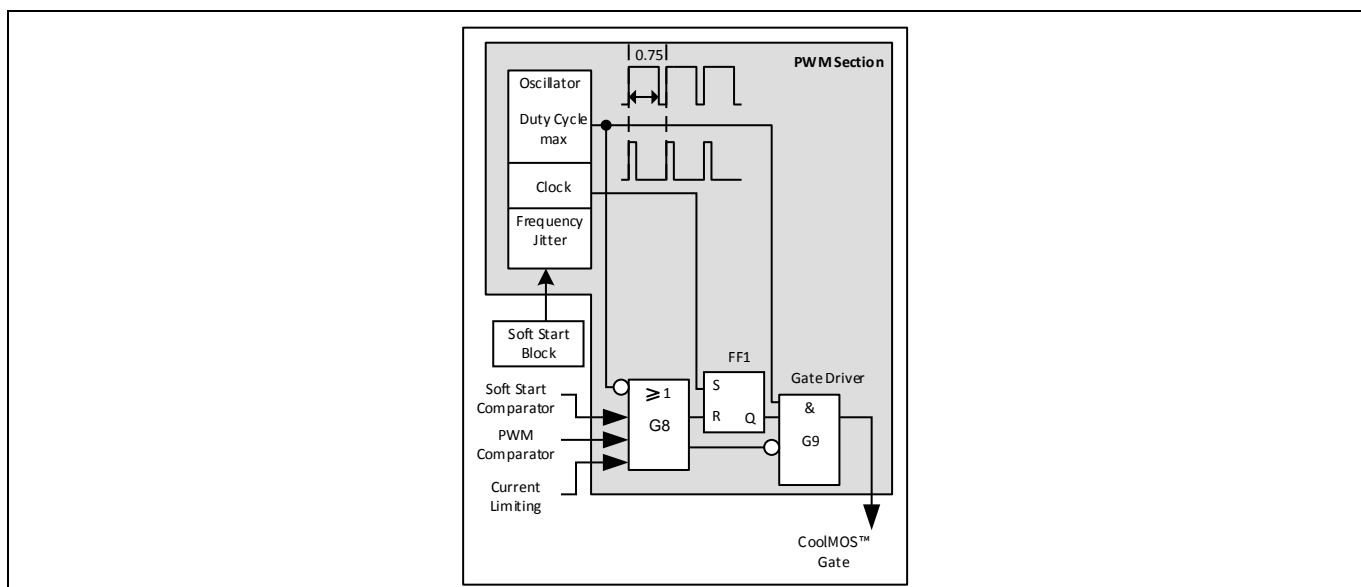 0.75
PWM Section
Oscillator
Duty Cycle
max
Clock
Frequency
Jitter
Soft Start
Block
FF1
Gate Driver
Soft Start
Comparator
PWM
Comparator
Current
Limiting
⩾1
G8
S
R
Q
&
G9
CoolMOS™
Gate